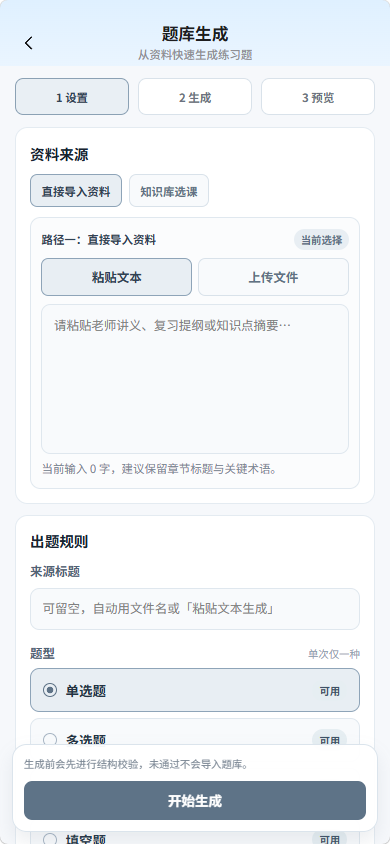 题库生成
从资料快速生成练习题
1 设置
2 生成
3 预览
资料来源
直接导入资料
知识库选课
路径一：直接导入资料
当前选择
粘贴文本
上传文件
请粘贴老师讲义、复习提纲或知识点摘要…
当前输入 0 字，建议保留章节标题与关键术语。
出题规则
来源标题
可留空，自动用文件名或「粘贴文本生成」
题型
单次仅一种
单选题
可用
多选题
可用
生成前会先进行结构校验，未通过不会导入题库。
开始生成
填空题
可用